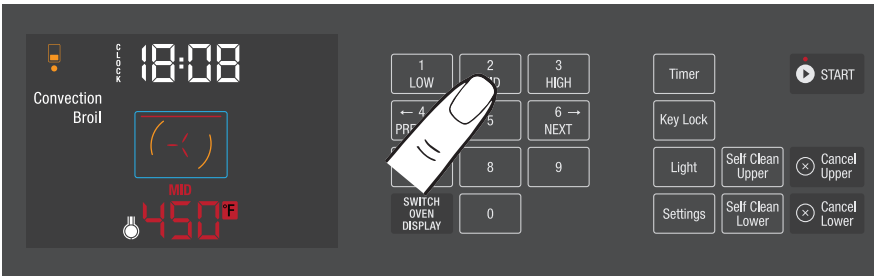 CLOCK 18:08
Convection
Broil
MID
450°F
1
LOW
2
3
HIGH
← 4
5
6 →
NEXT
8
9
SWITCH
OVEN
DISPLAY
0
Timer
START
Key Lock
Light
Self Clean
Upper
Cancel
Upper
Settings
Self Clean
Lower
Cancel
Lower